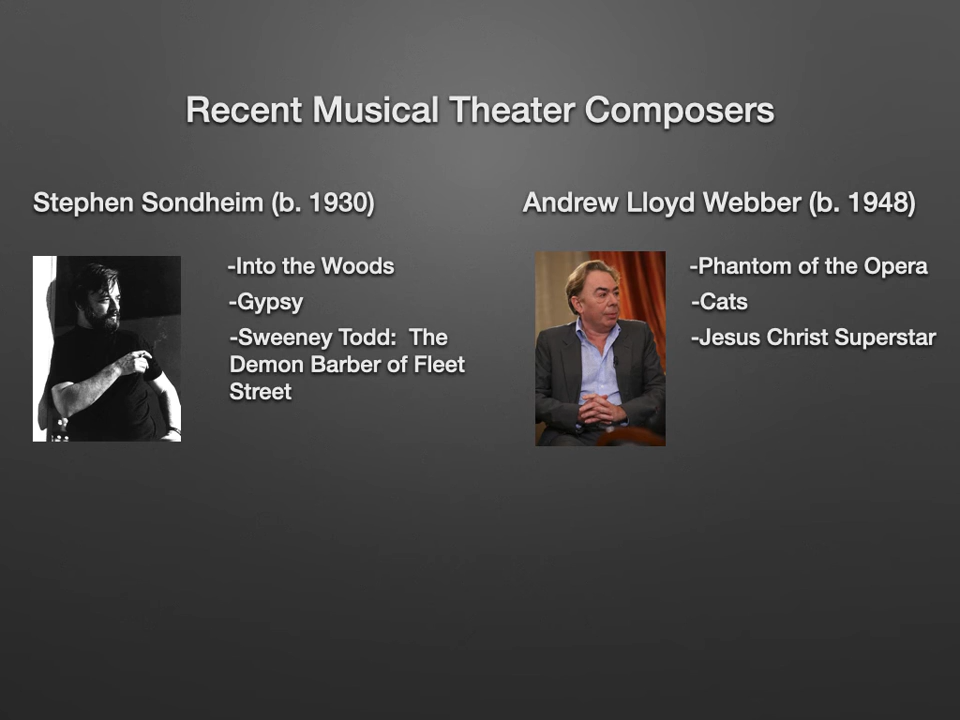 Recent Musical Theater Composers
Stephen Sondheim (b. 1930)
-Into the Woods
-Gypsy
-Sweeney Todd:  The
Demon Barber of Fleet
Street
Andrew Lloyd Webber (b. 1948)
-Phantom of the Opera
-Cats
-Jesus Christ Superstar